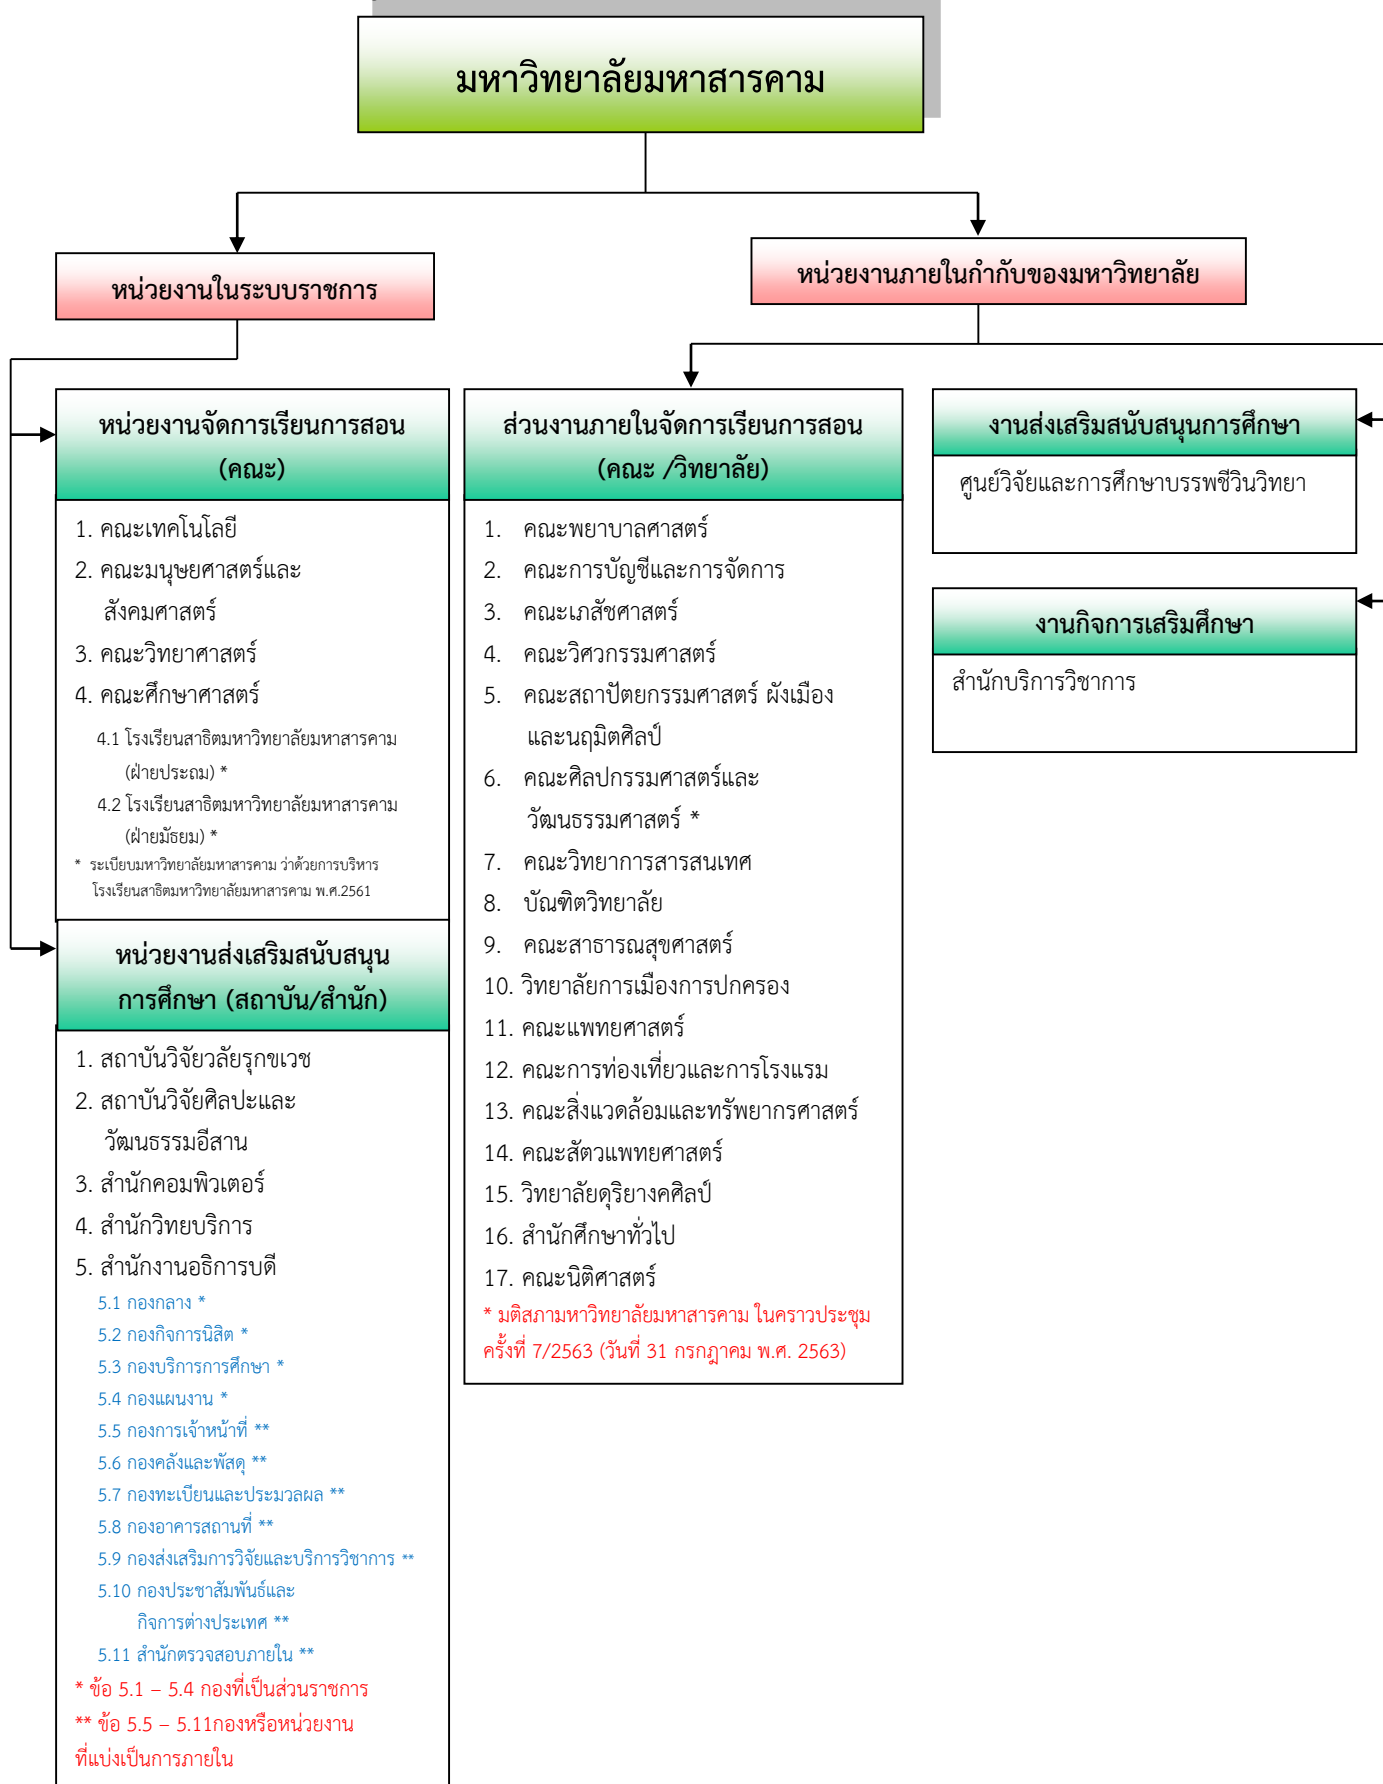 มหาวิทยาลัยมหาสารคาม
หน่วยงานในระบบราชการ
หน่วยงานภายในกำกับของมหาวิทยาลัย
หน่วยงานจัดการเรียนการสอน
(คณะ)
1. คณะเทคโนโลยี
2. คณะมนุษยศาสตร์และ
สังคมศาสตร์
3. คณะวิทยาศาสตร์
4. คณะศึกษาศาสตร์
4.1 โรงเรียนสาธิตมหาวิทยาลัยมหาสารคาม
(ฝ่ายประถม) *
4.2 โรงเรียนสาธิตมหาวิทยาลัยมหาสารคาม
(ฝ่ายมัธยม) *
* ระเบียบมหาวิทยาลัยมหาสารคาม ว่าด้วยการบริหาร
โรงเรียนสาธิตมหาวิทยาลัยมหาสารคาม พ.ศ.2561
หน่วยงานส่งเสริมสนับสนุน
การศึกษา (สถาบัน/สำนัก)
1. สถาบันวิจัยวลัยรุกขเวช
2. สถาบันวิจัยศิลปะและ
วัฒนธรรมอีสาน
3. สำนักคอมพิวเตอร์
4. สำนักวิทยบริการ
5. สำนักงานอธิการบดี
5.1 กองกลาง *
5.2 กองกิจการนิสิต *
5.3 กองบริการการศึกษา *
5.4 กองแผนงาน *
5.5 กองการเจ้าหน้าที่ **
5.6 กองคลังและพัสดุ **
5.7 กองทะเบียนและประมวลผล **
5.8 กองอาคารสถานที่ **
5.9 กองส่งเสริมการวิจัยและบริการวิชาการ **
5.10 กองประชาสัมพันธ์และ
กิจการต่างประเทศ **
5.11 สำนักตรวจสอบภายใน **
* ข้อ 5.1 – 5.4 กองที่เป็นส่วนราชการ
** ข้อ 5.5 – 5.11กองหรือหน่วยงาน
ที่แบ่งเป็นการภายใน
ส่วนงานภายในจัดการเรียนการสอน
(คณะ /วิทยาลัย)
1. คณะพยาบาลศาสตร์
2. คณะการบัญชีและการจัดการ
3. คณะเภสัชศาสตร์
4. คณะวิศวกรรมศาสตร์
5. คณะสถาปัตยกรรมศาสตร์ ผังเมือง
และนฤมิตศิลป์
6. คณะศิลปกรรมศาสตร์และ
วัฒนธรรมศาสตร์ *
7. คณะวิทยาการสารสนเทศ
8. บัณฑิตวิทยาลัย
9. คณะสาธารณสุขศาสตร์
10. วิทยาลัยการเมืองการปกครอง
11. คณะแพทยศาสตร์
12. คณะการท่องเที่ยวและการโรงแรม
13. คณะสิ่งแวดล้อมและทรัพยากรศาสตร์
14. คณะสัตวแพทยศาสตร์
15. วิทยาลัยดุริยางคศิลป์
16. สำนักศึกษาทั่วไป
17. คณะนิติศาสตร์
* มติสภามหาวิทยาลัยมหาสารคาม ในคราวประชุม
ครั้งที่ 7/2563 (วันที่ 31 กรกฎาคม พ.ศ. 2563)
งานส่งเสริมสนับสนุนการศึกษา
ศูนย์วิจัยและการศึกษาบรรพชีวินวิทยา
งานกิจการเสริมศึกษา
สำนักบริการวิชาการ